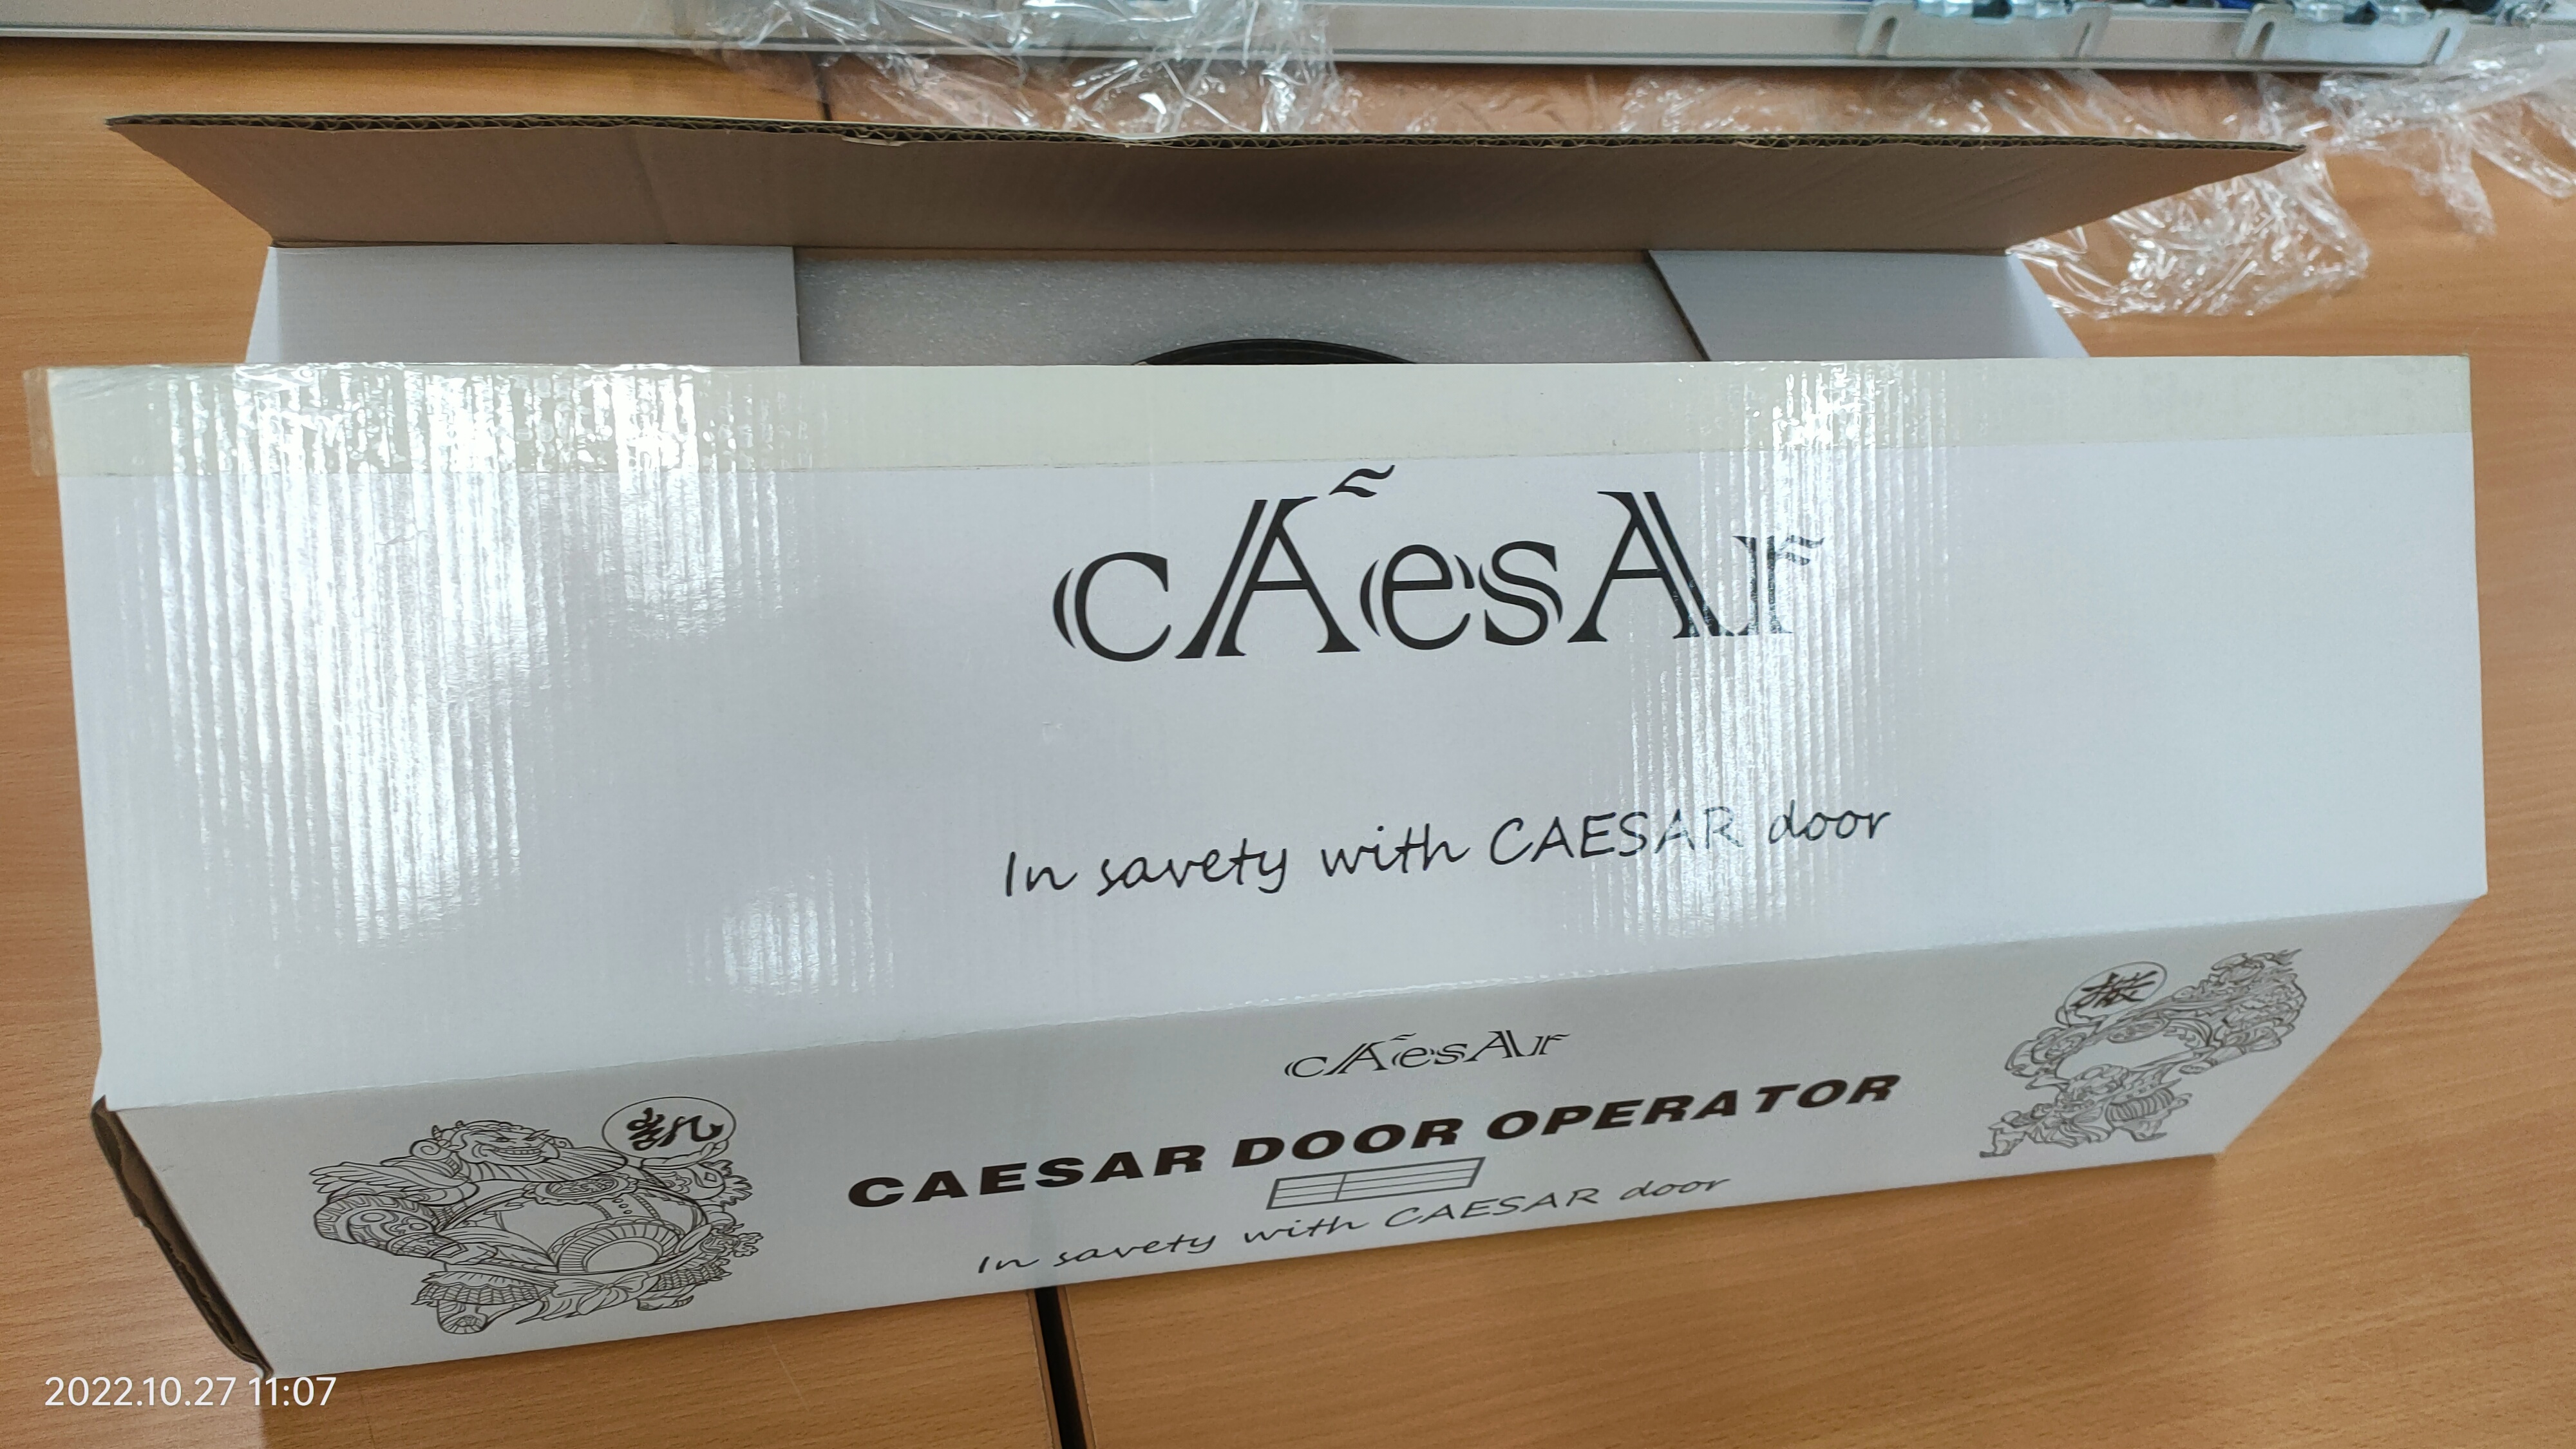 cAesAr
In savety with CAESAR door
cAesAr
CAESAR DOOR OPERATOR
In savety with CAESAR door
凯
2022.10.27 11:07